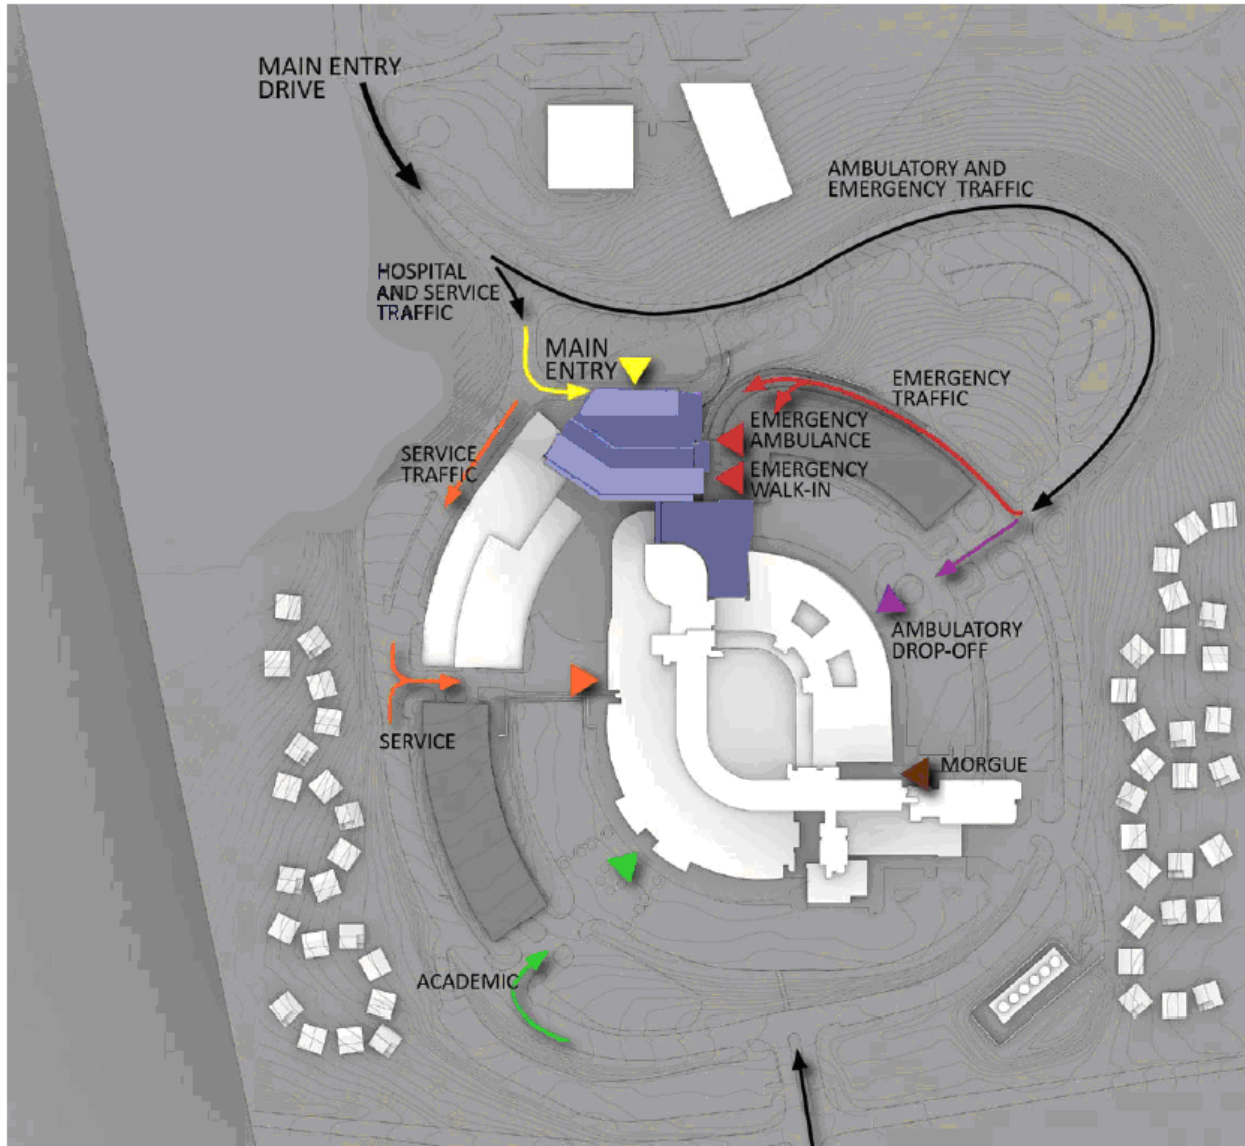 MAIN ENTRY
DRIVE
AMBULATORY AND
EMERGENCY TRAFFIC
HOSPITAL
AND SERVICE
TRAFFIC
MAIN
ENTRY
EMERGENCY
TRAFFIC
EMERGENCY
AMBULANCE
SERVICE
TRAFFIC
EMERGENCY
WALK-IN
AMBULATORY
DROP-OFF
SERVICE
MORGUE
ACADEMIC